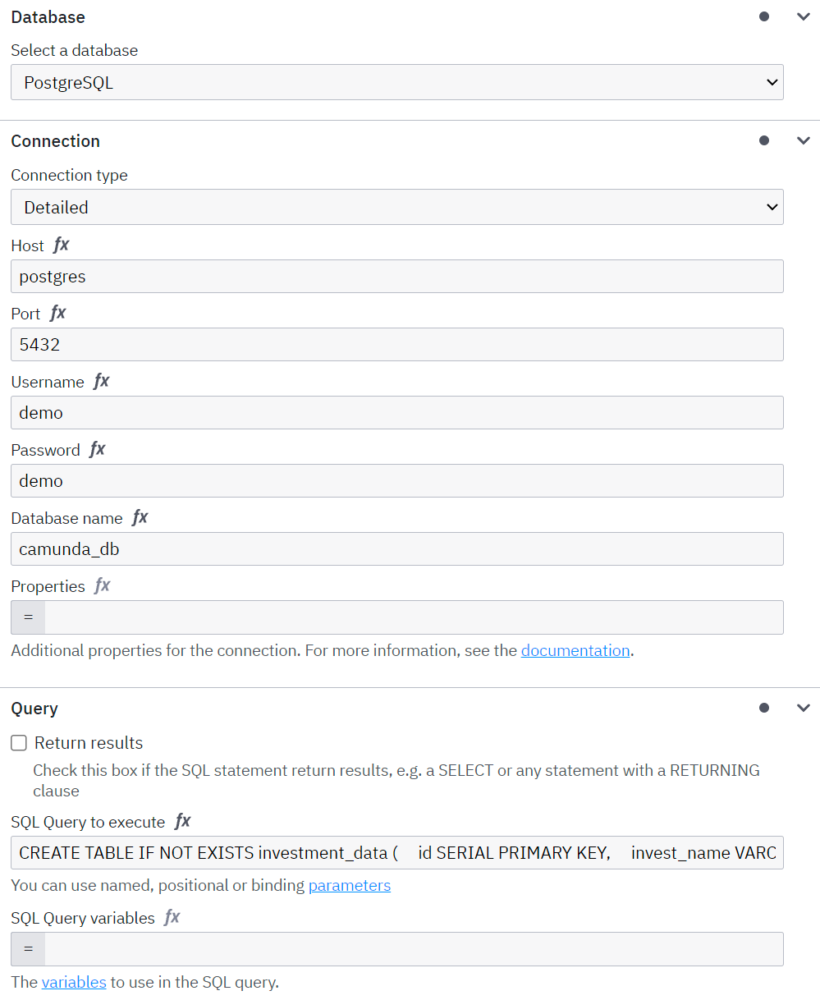 Database
Select a database
PostgreSQL
Connection
Connection type
Detailed
Host fx
postgres
Port fx
5432
Username fx
demo
Password fx
demo
Database name fx
camunda_db
Properties fx
=
Additional properties for the connection. For more information, see the documentation.
Query
Return results
Check this box if the SQL statement return results, e.g. a SELECT or any statement with a RETURNING
clause
SQL Query to execute fx
CREATE TABLE IF NOT EXISTS investment_data (    id SERIAL PRIMARY KEY,    invest_name VARC
You can use named, positional or binding parameters
SQL Query variables fx
=
The variables to use in the SQL query.